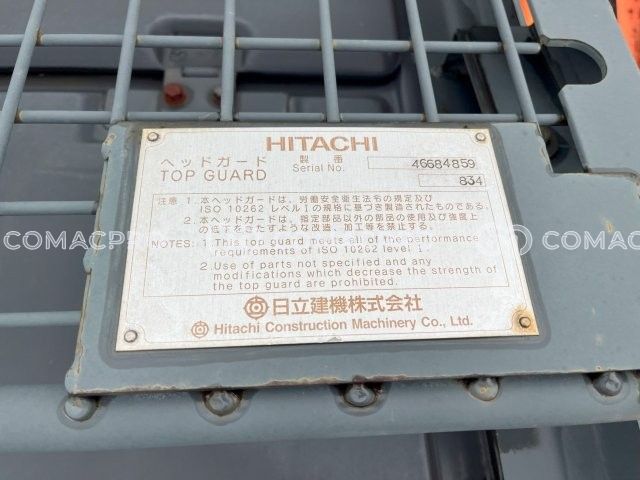 HITACHI
ヘッドガード 製番 46684859
TOP GUARD Serial No. 834
注意 1.本ヘッドガードは、労働安全衛生法令の規定及び
ISO 10262 レベルⅠの規格に基づき製造されたものである。
2.本ヘッドガードは、指定部品以外の部品の使用及び強度上
の低下をきたすような改造、加工等を禁止する。
NOTES: 1.This top guard meets all of the performance
requirements of ISO 10262 level I.
2.Use of parts not specified and any
modifications which decrease the strength of
the top guard are prohibited.
日立建機株式会社
Hitachi Construction Machinery Co., Ltd.
COMACPR
COMACPRO
COMAC